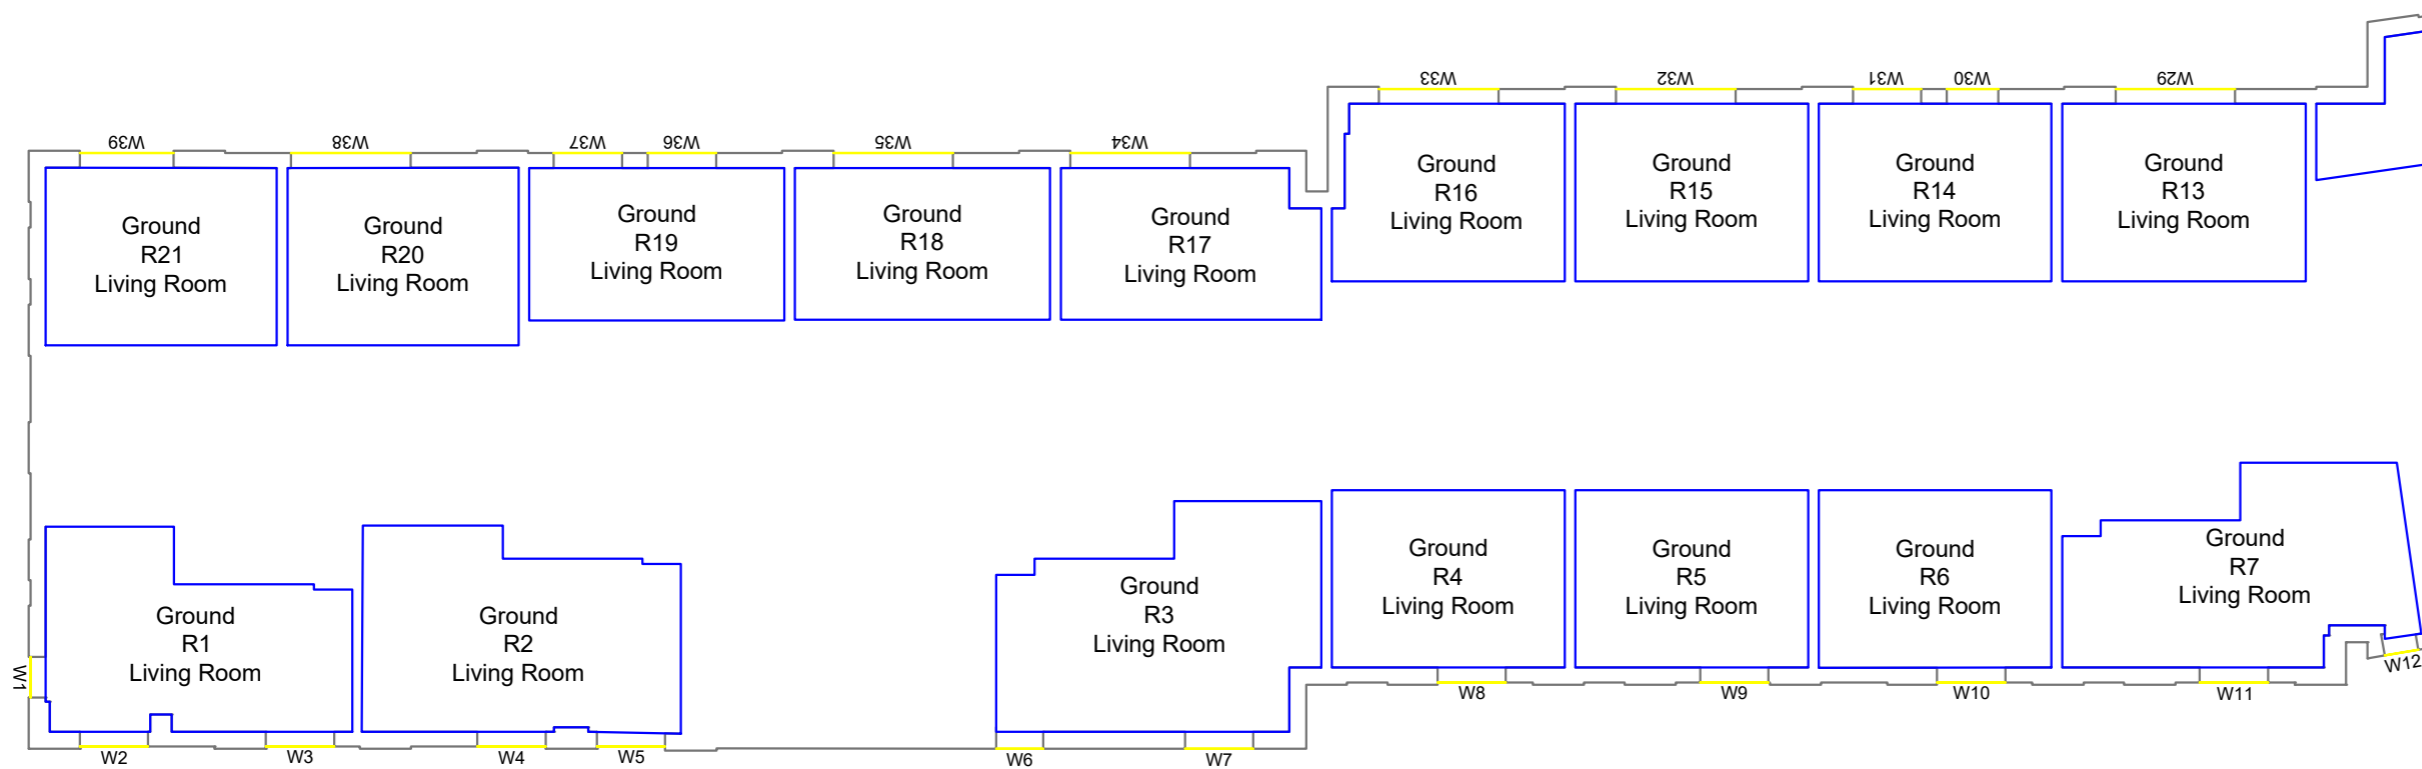 W33
W32
W31
W30
W29
W39
W38
W37
W36
W35
W34
Ground
R21
Living Room
Ground
R20
Living Room
Ground
R19
Living Room
Ground
R18
Living Room
Ground
R17
Living Room
Ground
R16
Living Room
Ground
R15
Living Room
Ground
R14
Living Room
Ground
R13
Living Room
Ground
R1
Living Room
Ground
R2
Living Room
Ground
R3
Living Room
Ground
R4
Living Room
Ground
R5
Living Room
Ground
R6
Living Room
Ground
R7
Living Room
W1
W2
W3
W4
W5
W6
W7
W8
W9
W10
W11
W12